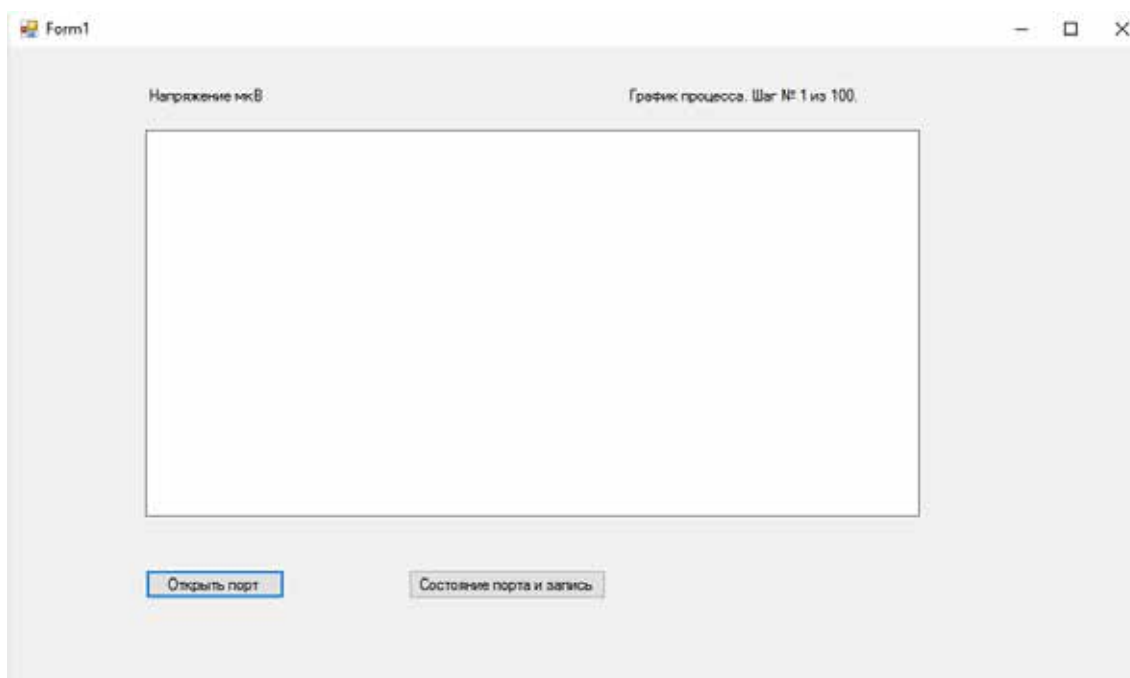 Form1
Напряжение мкВ
График процесса. Шаг № 1 из 100.
Открыть порт
Состояние порта и запись